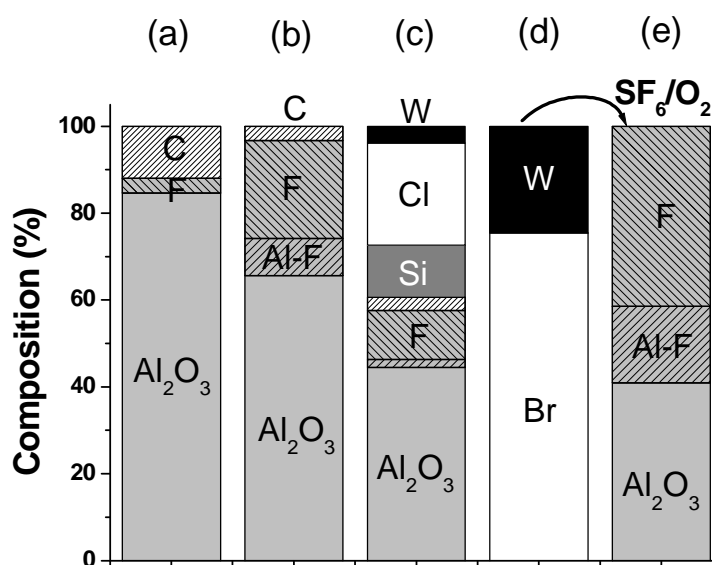 (a) (b) (c) (d) (e)
C W SF₆/O₂
100
80
60
40
20
0
Composition (%)
C
F
Al₂O₃
F
Al-F
Al₂O₃
Cl
Si
F
Al₂O₃
W
Br
F
Al-F
Al₂O₃